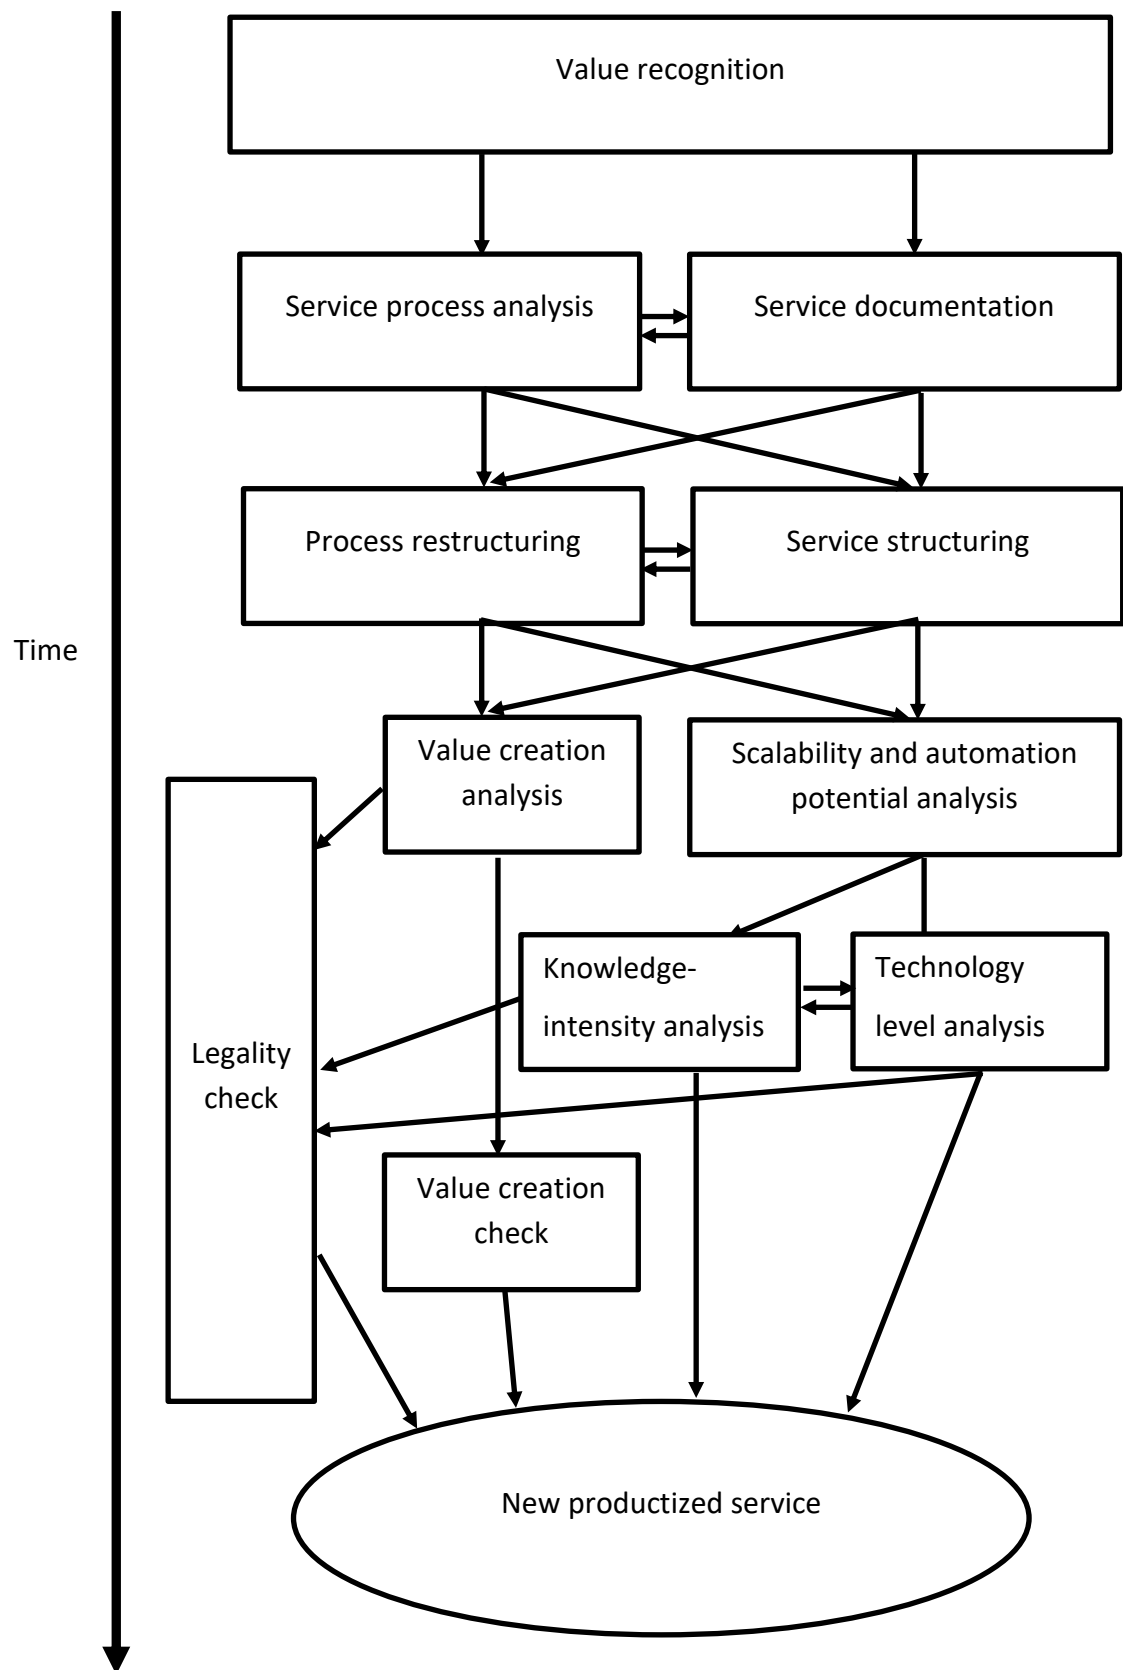 Value recognition
Service process analysis
Service documentation
Process restructuring
Service structuring
Time
Value creation
analysis
Scalability and automation
potential analysis
Knowledge-
intensity analysis
Technology
level analysis
Legality
check
Value creation
check
New productized service